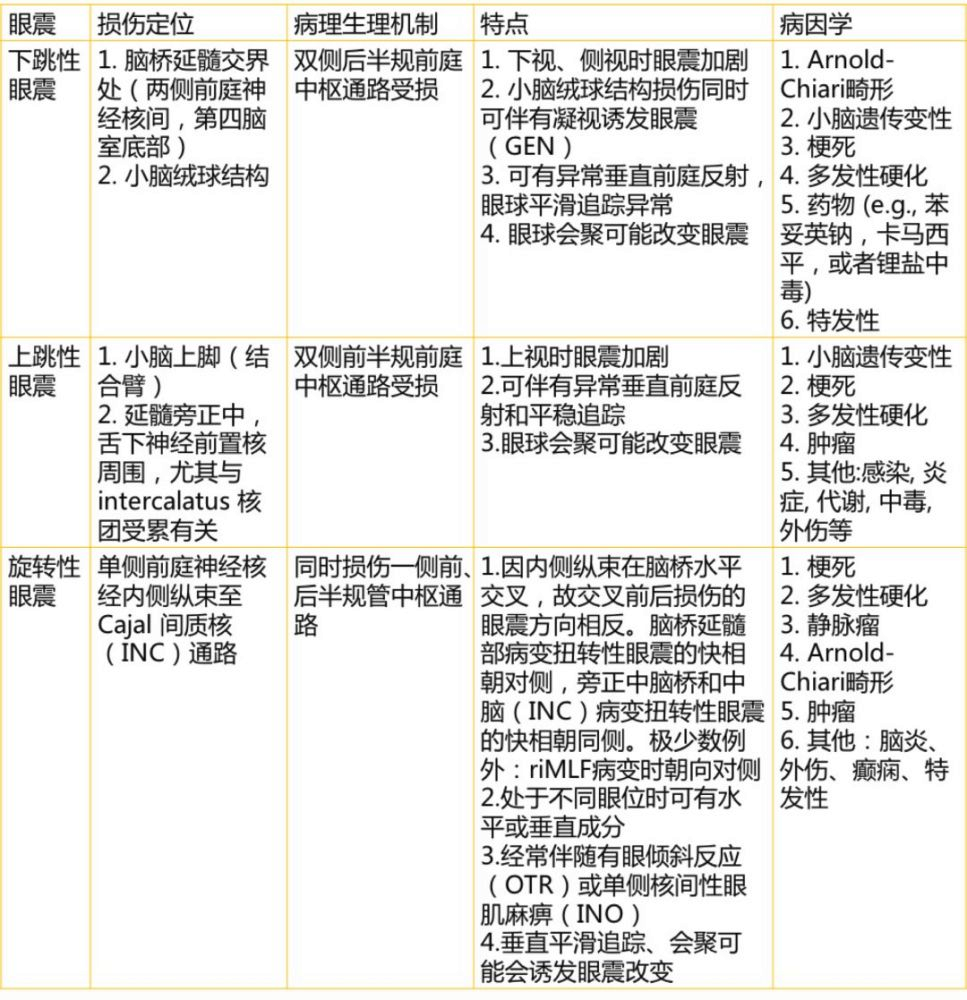 眼震
损伤定位
病理生理机制
特点
病因学
下跳性
眼震
1. 脑桥延髓交界
处（两侧前庭神
经核间，第四脑
室底部）
2. 小脑绒球结构
双侧后半规前庭
中枢通路受损
1. 下视、侧视时眼震加剧
2. 小脑绒球结构损伤同时
可伴有凝视诱发眼震
（GEN）
3. 可有异常垂直前庭反射，
眼球平滑追踪异常
4. 眼球会聚可能改变眼震
1. Arnold-
Chiari畸形
2. 小脑遗传变性
3. 梗死
4. 多发性硬化
5. 药物 (e.g., 苯
妥英钠，卡马西
平，或者锂盐中
毒)
6. 特发性
上跳性
眼震
1. 小脑上脚（结
合臂）
2. 延髓旁正中，
舌下神经前置核
周围，尤其与
intercalatus 核
团受累有关
双侧前半规前庭
中枢通路受损
1.上视时眼震加剧
2.可伴有异常垂直前庭反
射和平稳追踪
3.眼球会聚可能改变眼震
1. 小脑遗传变性
2. 梗死
3. 多发性硬化
4. 肿瘤
5. 其他:感染, 炎
症, 代谢, 中毒,
外伤等
旋转性
眼震
单侧前庭神经核
经内侧纵束至
Cajal 间质核
（INC）通路
同时损伤一侧前、
后半规管中枢通
路
1.因内侧纵束在脑桥水平
交叉，故交叉前后损伤的
眼震方向相反。脑桥延髓
部病变扭转性眼震的快相
朝对侧，旁正中脑桥和中
脑（INC）病变扭转性眼震
的快相朝同侧。极少数例
外：riMLF病变时朝向对侧
2.处于不同眼位时可有水
平或垂直成分
3.经常伴随有眼倾斜反应
（OTR）或单侧核间性眼
肌麻痹（INO）
4.垂直平滑追踪、会聚可
能会诱发眼震改变
1. 梗死
2. 多发性硬化
3. 静脉瘤
4. Arnold-
Chiari畸形
5. 肿瘤
6. 其他：脑炎、
外伤、癫痫、特
发性